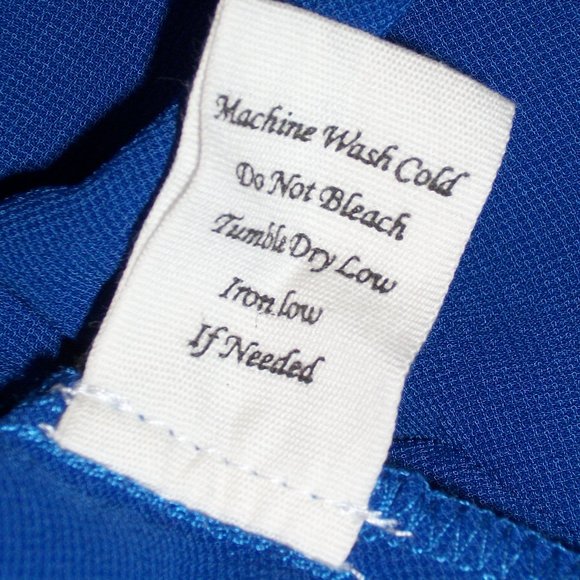 Machine Wash Cold
Do Not Bleach
Tumble Dry Low
Iron low
If Needed